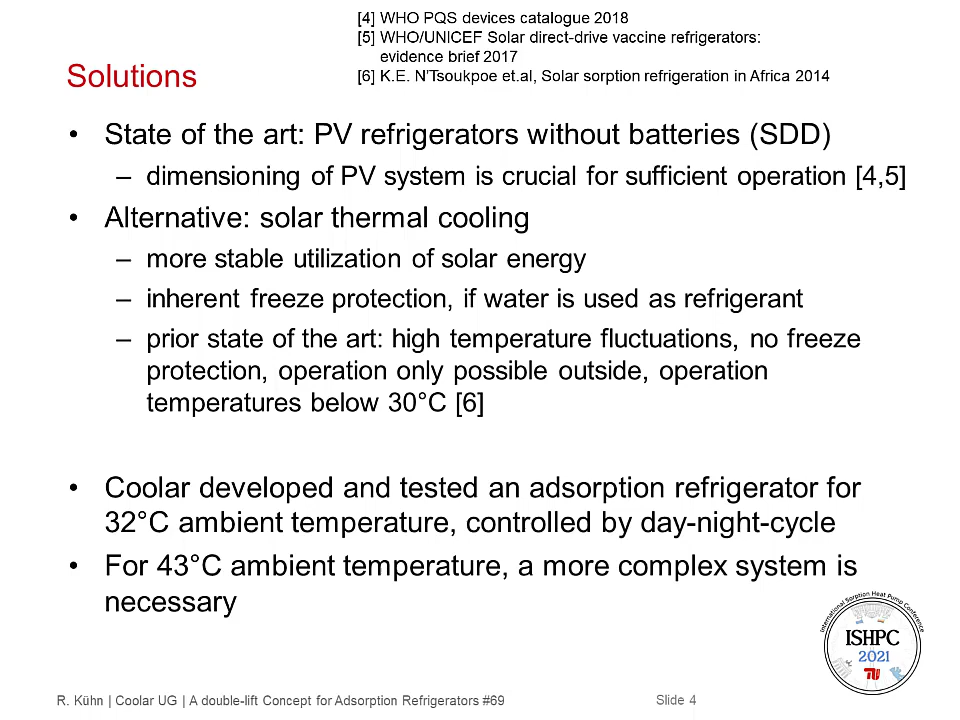 [4] WHO PQS devices catalogue 2018
[5] WHO/UNICEF Solar direct-drive vaccine refrigerators:
evidence brief 2017
[6] K.E. N'Tsoukpoe et.al, Solar sorption refrigeration in Africa 2014
Solutions
• State of the art: PV refrigerators without batteries (SDD)
– dimensioning of PV system is crucial for sufficient operation [4,5]
• Alternative: solar thermal cooling
– more stable utilization of solar energy
– inherent freeze protection, if water is used as refrigerant
– prior state of the art: high temperature fluctuations, no freeze
protection, operation only possible outside, operation
temperatures below 30°C [6]
• Coolar developed and tested an adsorption refrigerator for
32°C ambient temperature, controlled by day-night-cycle
• For 43°C ambient temperature, a more complex system is
necessary
International Sorption Heat Pump Conference
ISHPC
2021
R. Kühn | Coolar UG | A double-lift Concept for Adsorption Refrigerators #69
Slide 4